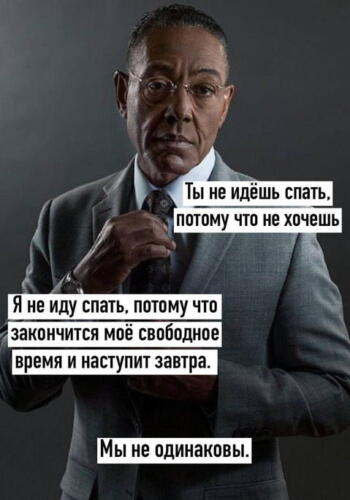 Ты не идёшь спать,
потому что не хочешь
Я не иду спать, потому что
закончится моё свободное
время и наступит завтра.
Мы не одинаковы.